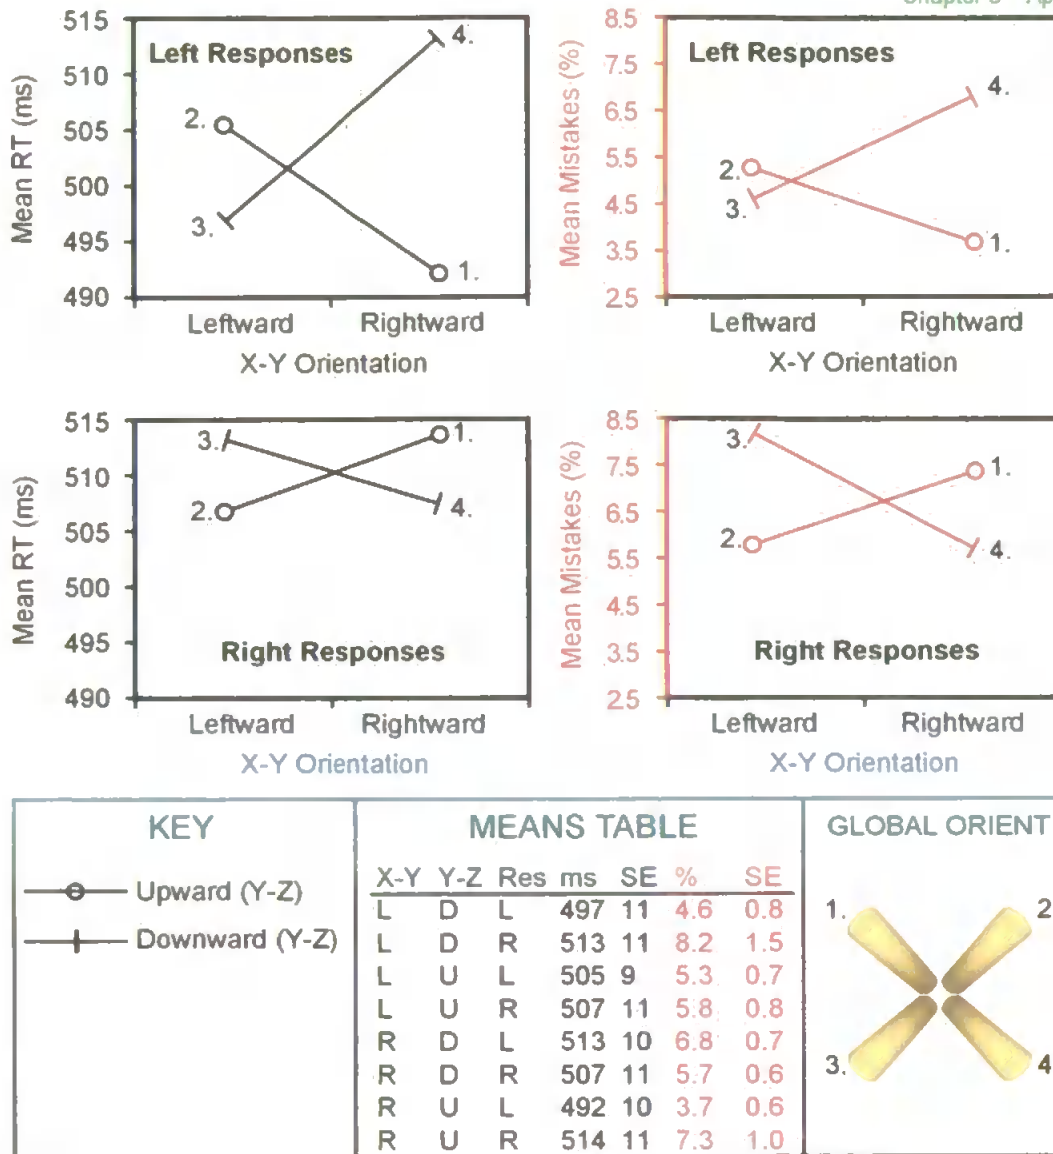 Chapter
Left Responses
Mean RT (ms)
515
510
505
500
495
490
2.
3.
4.
1.
Leftward Rightward
X-Y Orientation
Left Responses
Mean Mistakes (%)
8.5
7.5
6.5
5.5
4.5
3.5
2.5
2.
3.
4.
1.
Leftward Rightward
X-Y Orientation
Right Responses
Mean RT (ms)
515
510
505
500
495
490
3.
2.
1.
4.
Leftward Rightward
X-Y Orientation
Right Responses
Mean Mistakes (%)
8.5
7.5
6.5
5.5
4.5
3.5
2.5
3.
2.
1.
4.
Leftward Rightward
X-Y Orientation
KEY
Upward (Y-Z)
Downward (Y-Z)
MEANS TABLE
X-Y Y-Z Res ms SE % SE
L D L 497 11 4.6 0.8
L D R 513 11 8.2 1.5
L U L 505 9 5.3 0.7
L U R 507 11 5.8 0.8
R D L 513 10 6.8 0.7
R D R 507 11 5.7 0.6
R U L 492 10 3.7 0.6
R U R 514 11 7.3 1.0
GLOBAL ORIENT
1.
2
3.
4